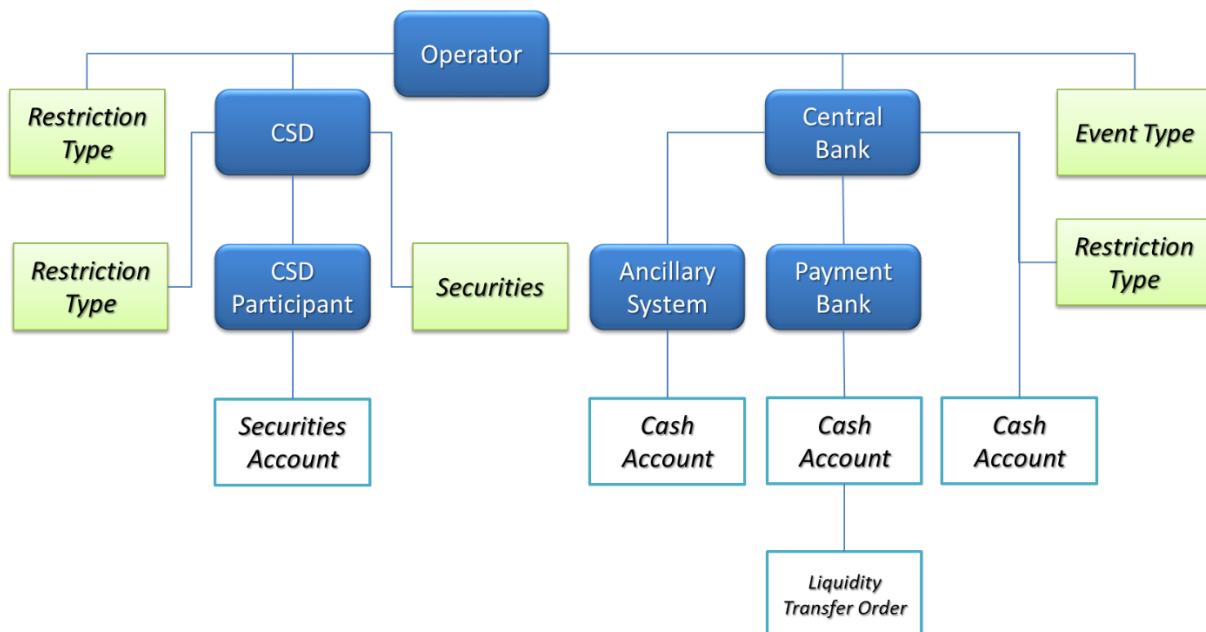 Operator
Restriction
Type
CSD
Central
Bank
Event Type
Restriction
Type
CSD
Participant
Securities
Ancillary
System
Payment
Bank
Restriction
Type
Securities
Account
Cash
Account
Cash
Account
Cash
Account
Liquidity
Transfer Order